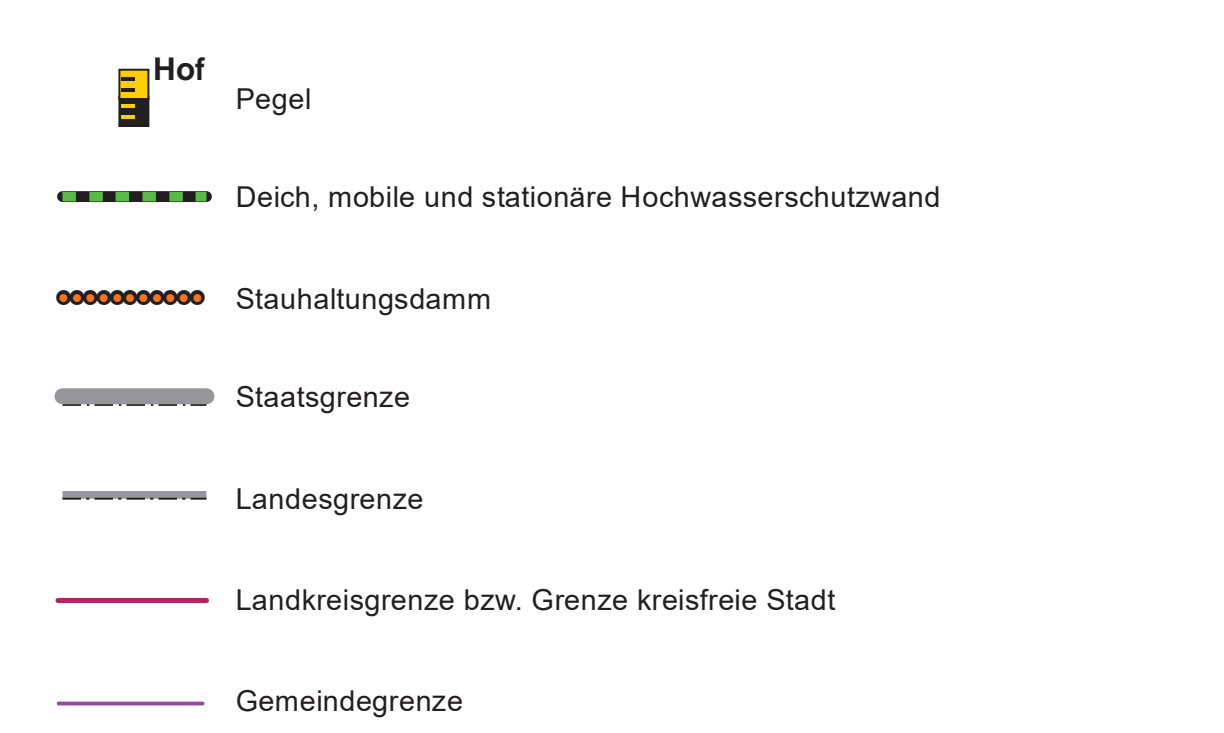 Hof
Pegel
Deich, mobile und stationäre Hochwasserschutzwand
Stauhaltungsdamm
Staatsgrenze
Landesgrenze
Landkreisgrenze bzw. Grenze kreisfreie Stadt
Gemeindegrenze